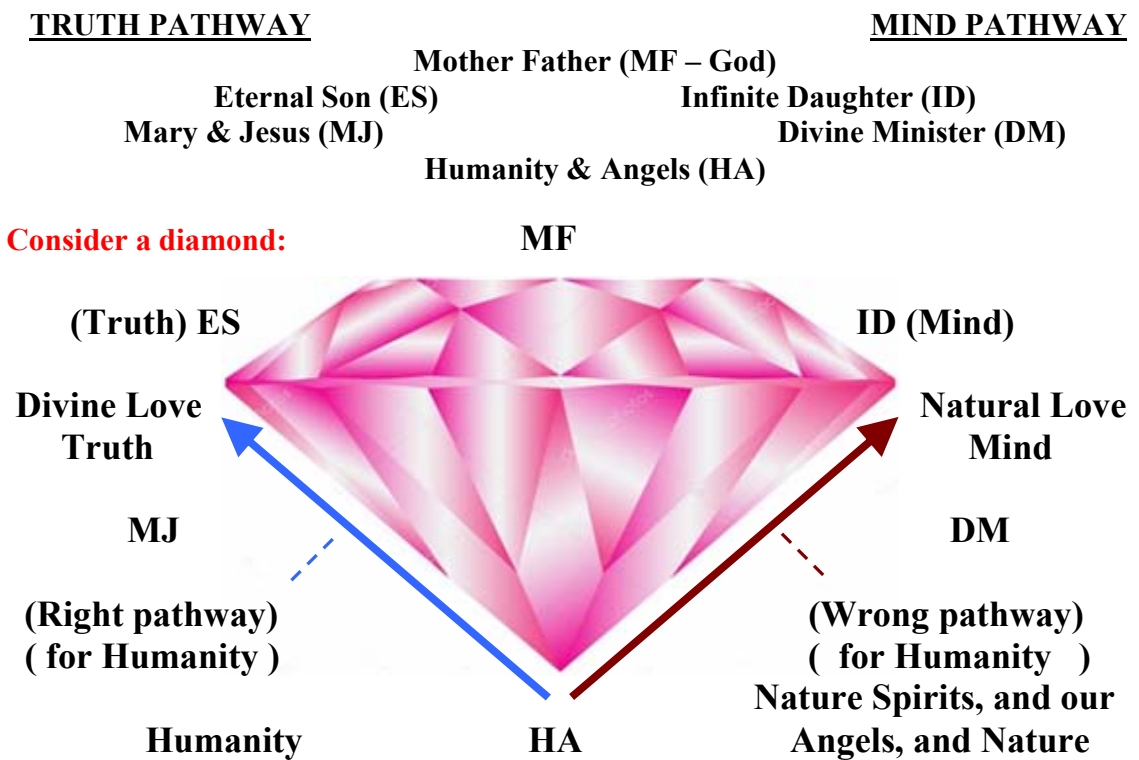 TRUTH PATHWAY MIND PATHWAY
Mother Father (MF – God)
Eternal Son (ES) Infinite Daughter (ID)
Mary & Jesus (MJ) Divine Minister (DM)
Humanity & Angels (HA)
Consider a diamond: MF
(Truth) ES ID (Mind)
Divine Love Natural Love
Truth Mind
MJ DM
(Right pathway) (Wrong pathway)
( for Humanity ) ( for Humanity )
Nature Spirits, and our
Humanity HA Angels, and Nature